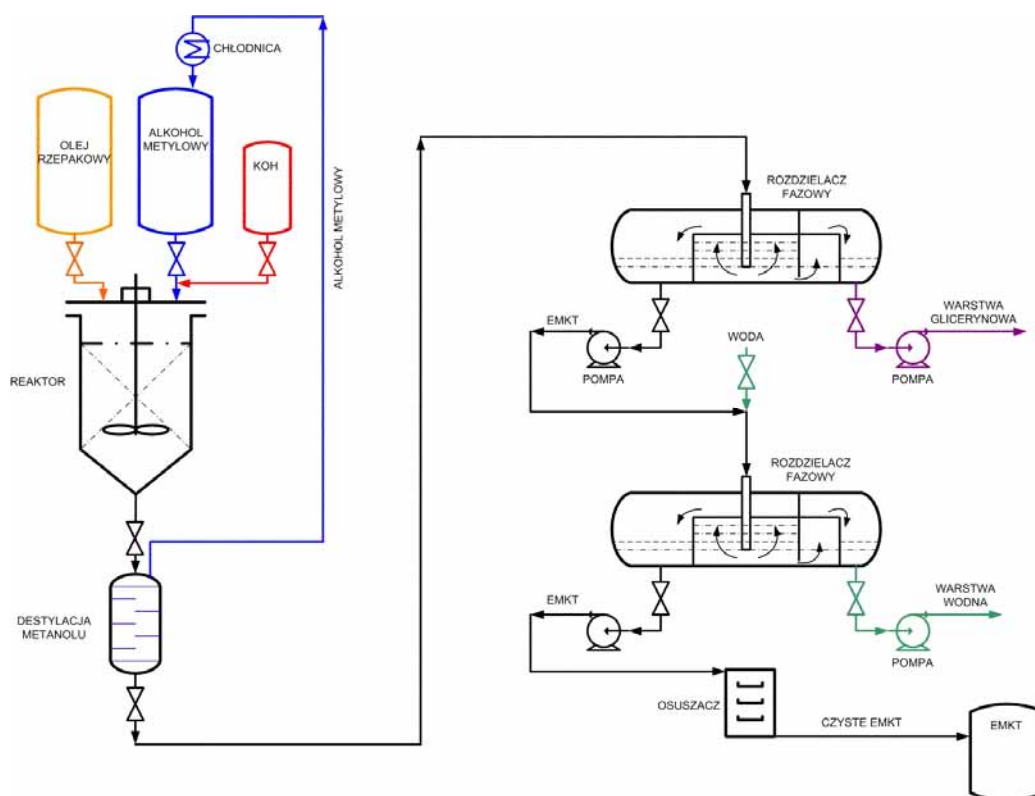 CHŁODNICA
OLEJ
RZEPAKOWY
ALKOHOL
METYLOWY
KOH
ALKOHOL METYLOWY
REAKTOR
DESTYLACJA
METANOLU
ROZDZIELACZ
FAZOWY
EMKT
POMPA
WARSTWA
GLICERYNOWA
POMPA
WODA
ROZDZIELACZ
FAZOWY
EMKT
POMPA
WARSTWA
WODNA
POMPA
OSUSZACZ
CZYSTE EMKT
EMKT